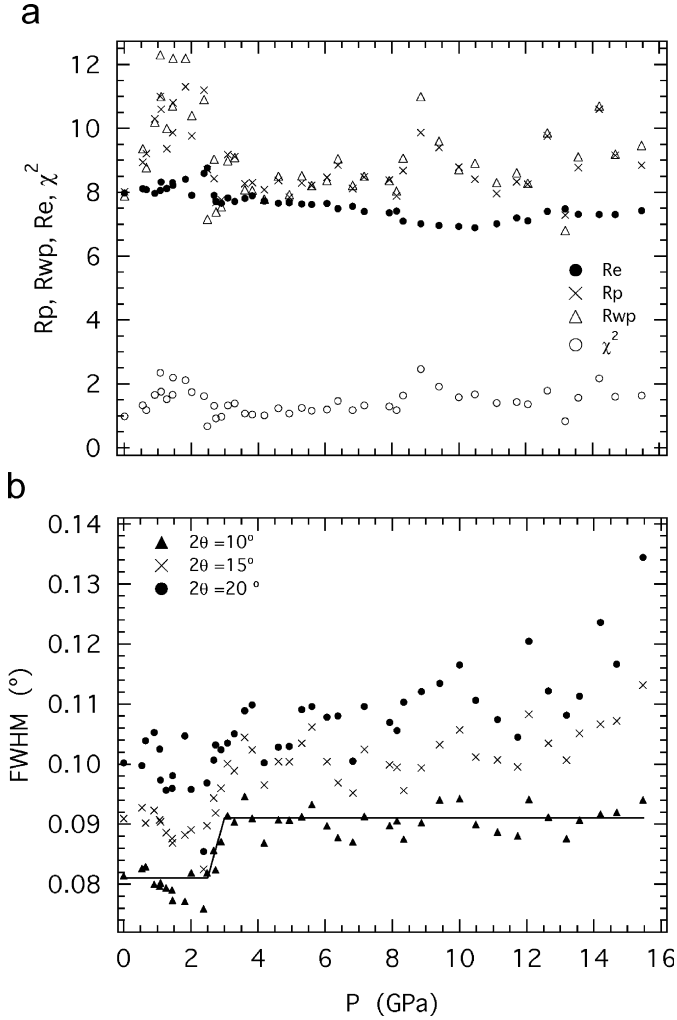 a
Rp, Rwp, Re, χ²
12
10
8
6
4
2
0
Re
Rp
Rwp
χ²
b
FWHM (°)
0.14
0.13
0.12
0.11
0.10
0.09
0.08
2θ =10°
2θ =15°
2θ =20 °
0 2 4 6 8 10 12 14 16
P (GPa)